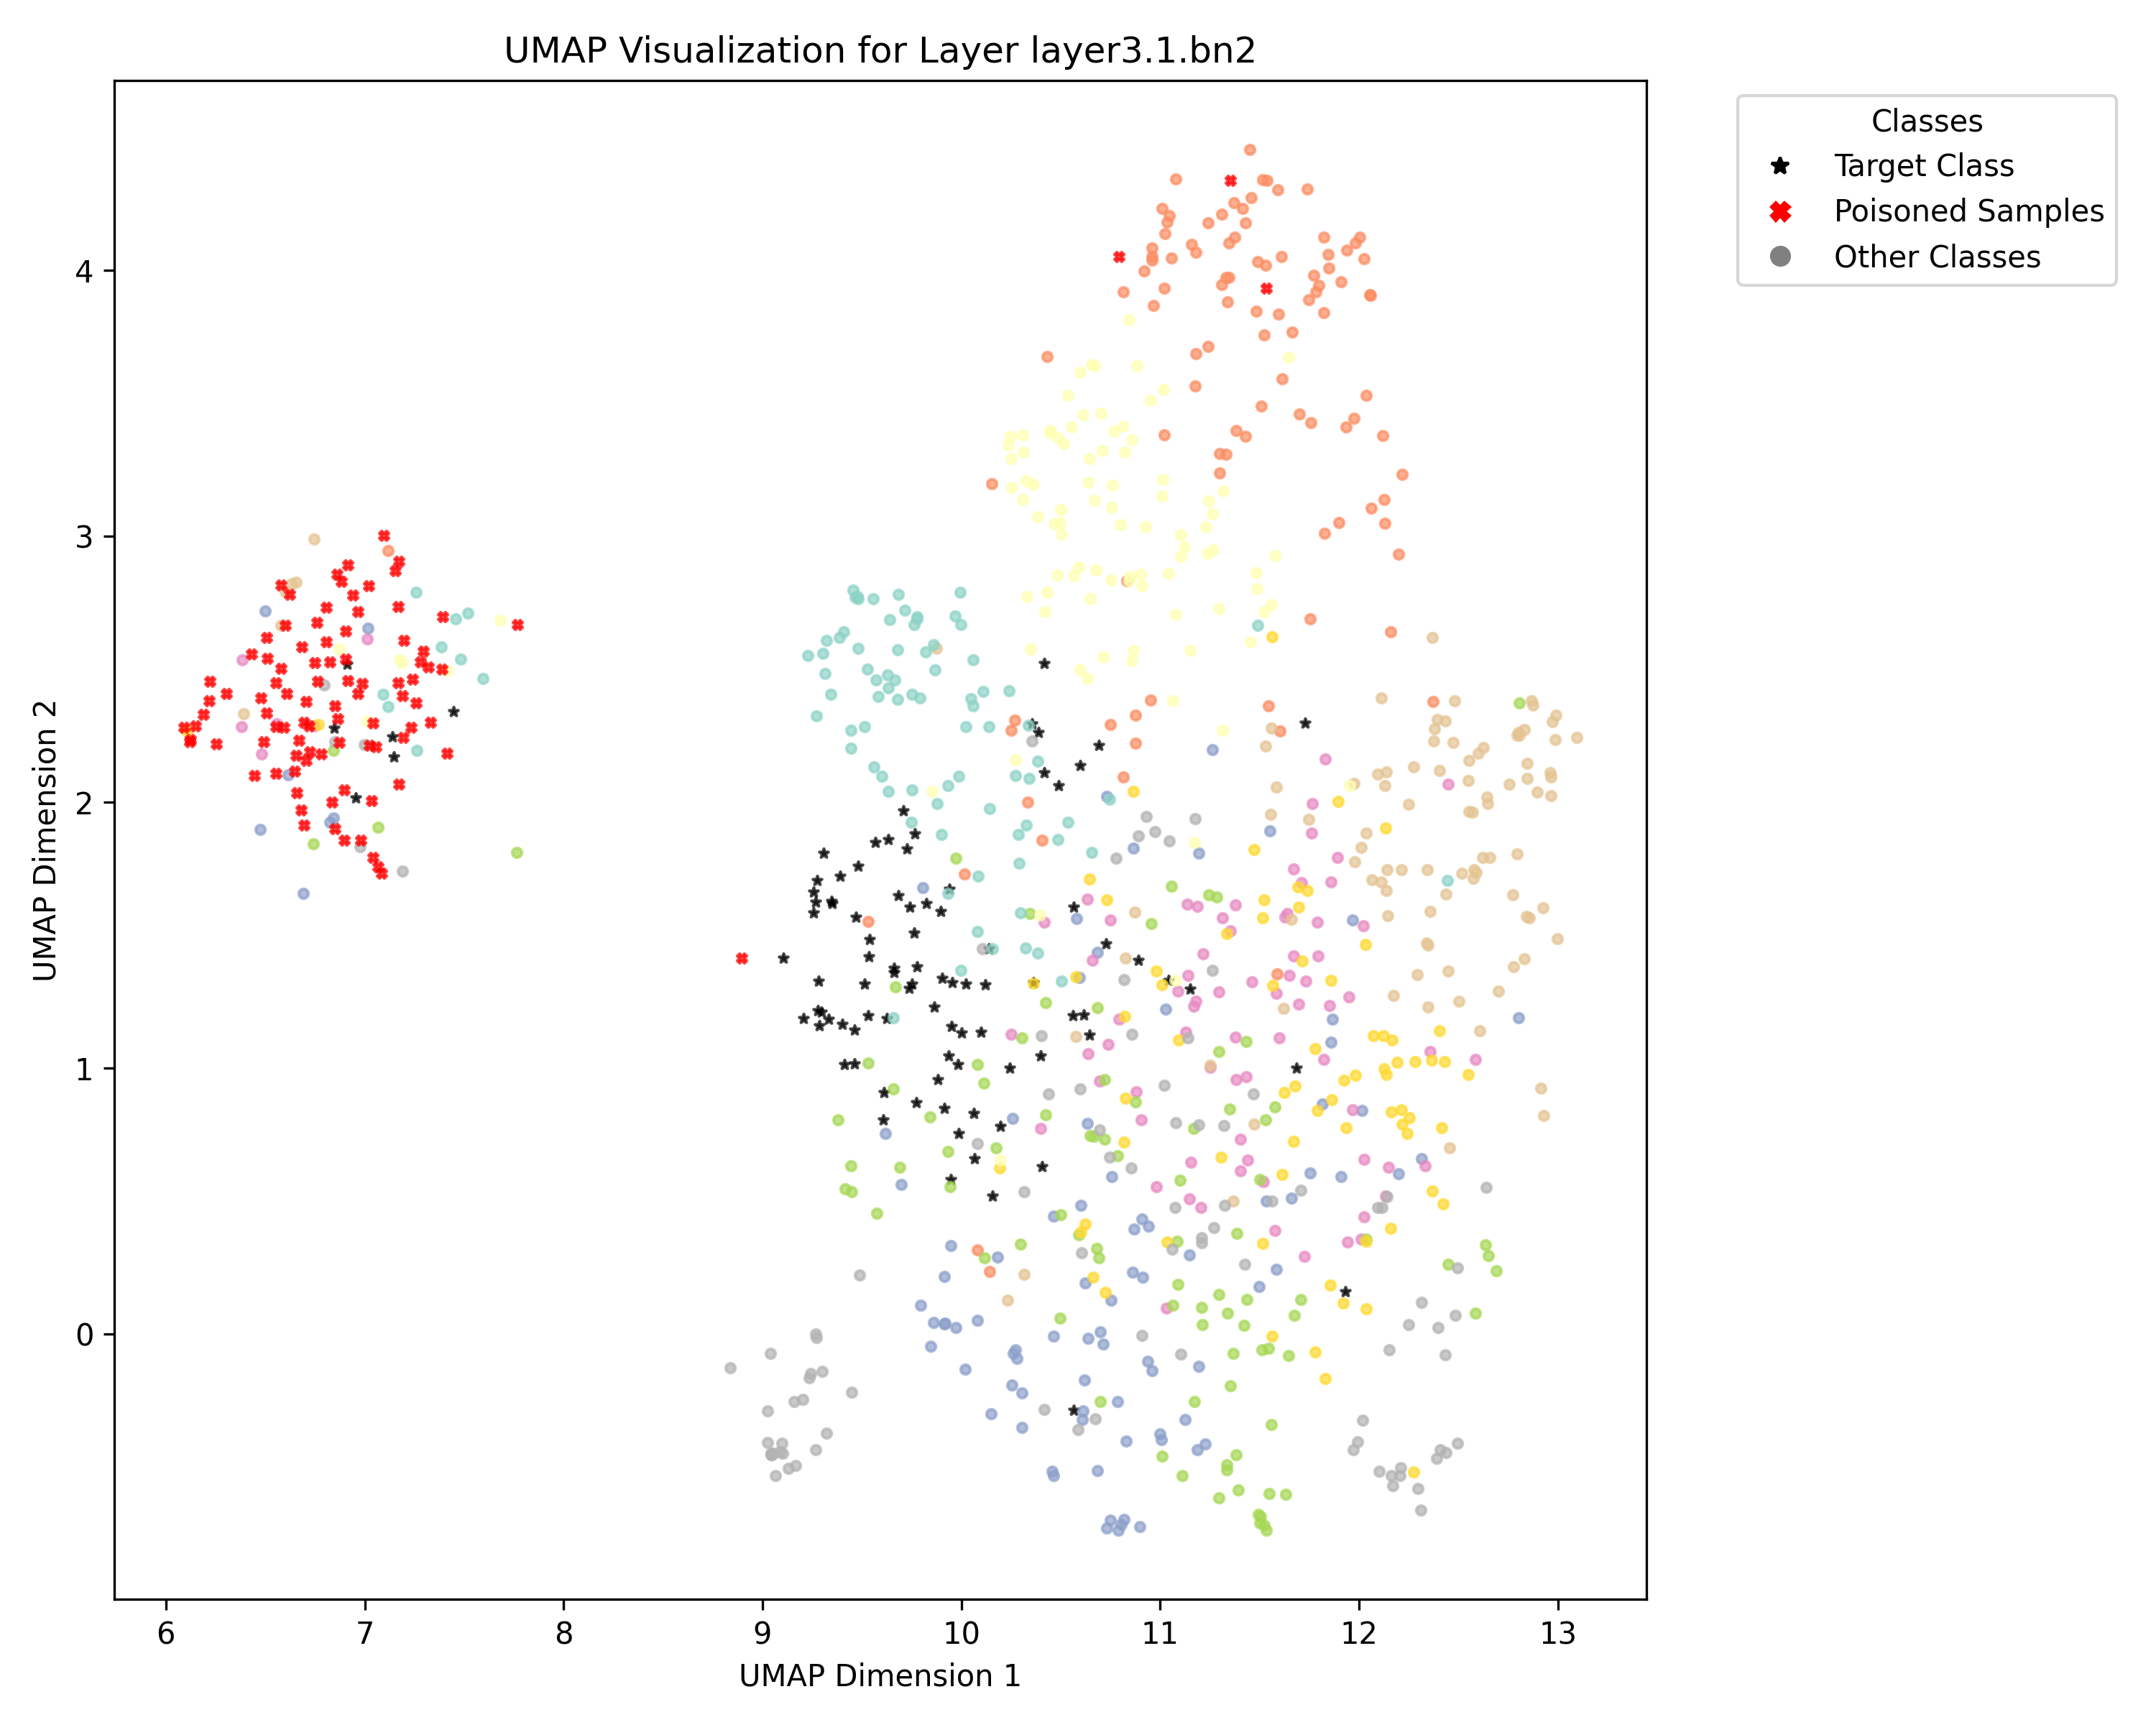 UMAP Visualization for Layer layer3.1.bn2
Classes
Target Class
Poisoned Samples
Other Classes
UMAP Dimension 2
4
3
2
1
0
6 7 8 9 10 11 12 13
UMAP Dimension 1